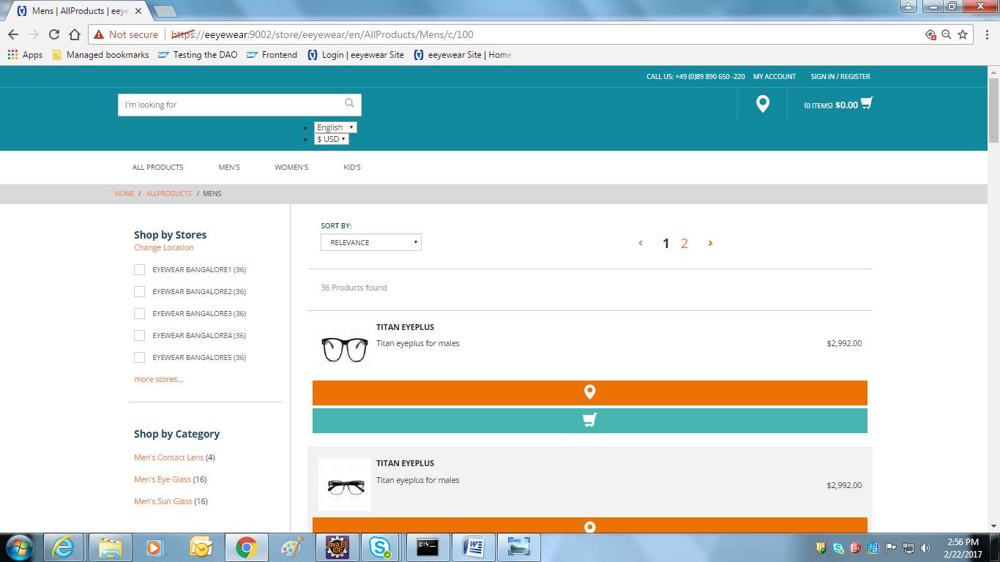 Mens | AllProducts | eeye
Not secure | https://eeyewear:9002/store/eeyewear/en/AllProducts/Mens/c/100
Apps Managed bookmarks Testing the DAO Frontend Login | eeyewear Site eeyewear Site | Home
CALL US: +49 (0)89 890 650 -220 MY ACCOUNT SIGN IN / REGISTER
I'm looking for
(0 ITEMS) $0.00
English
$ USD
ALL PRODUCTS MEN'S WOMEN'S KID'S
HOME / ALLPRODUCTS / MENS
Shop by Stores
Change Location
EYEWEAR BANGALORE1 (36)
EYEWEAR BANGALORE2 (36)
EYEWEAR BANGALORE3 (36)
EYEWEAR BANGALORE4 (36)
EYEWEAR BANGALORE5 (36)
more stores...
Shop by Category
Men's Contact Lens (4)
Men's Eye Glass (16)
Men's Sun Glass (16)
SORT BY:
RELEVANCE
1 2
36 Products found
TITAN EYEPLUS
Titan eyeplus for males
$2,992.00
TITAN EYEPLUS
Titan eyeplus for males
$2,992.00
Java EE
IDE
C:\_
2:56 PM
2/22/2017